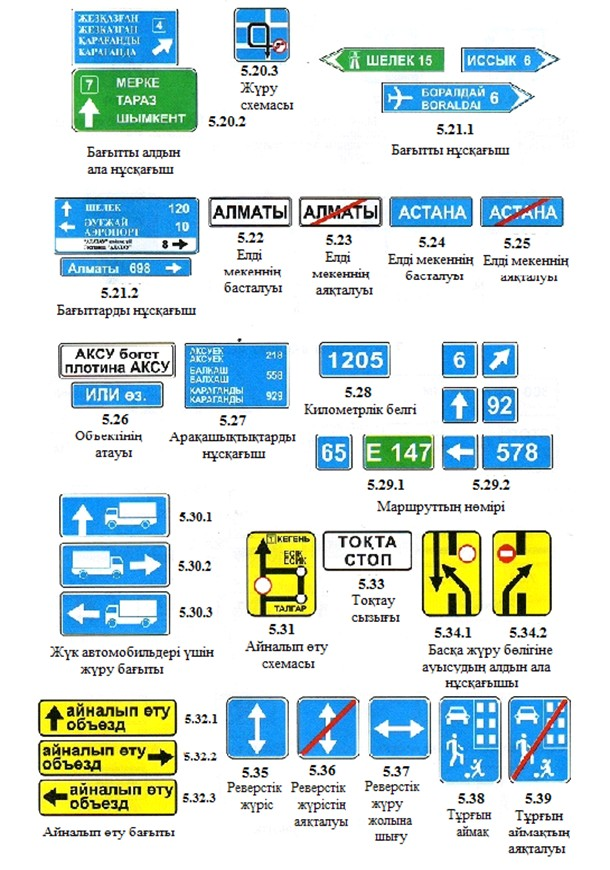 ЖЕЗҚАЗҒАН
ЖЕЗКАЗГАН
ҚАРАҒАНДЫ
КАРАГАНДА
4
7
МЕРКЕ
ТАРАЗ
ШЫМКЕНТ
5.20.2
Бағытты алдын
ала нұсқағыш
5.20.3
Жүру
схемасы
ШЕЛЕК 15
ИССЫК 6
БОРАЛДАЙ
BORALDAI
6
5.21.1
Бағытты нұсқағыш
ШЕЛЕК 120
ӘУЕЖАЙ
АЭРОПОРТ
10
8
Алматы 698
5.21.2
Бағыттарды нұсқағыш
АЛМАТЫ
5.22
Елді
мекеннің
басталуы
АЛМАТЫ
5.23
Елді
мекеннің
аяқталуы
АСТАНА
5.24
Елді мекеннің
басталуы
АСТАНА
5.25
Елді мекеннің
аяқталуы
АКСУ бөгет
плотина АКСУ
ИЛИ өз.
5.26
Объектінің
атауы
АКСУЕК
АКСУЕК
218
БАЛКАШ
БАЛХАШ
558
КАРАГАНДЫ
КАРАГАНДЫ
929
5.27
Арақашықтықтарды
нұсқағыш
1205
5.28
Километрлік белгі
6
92
65
Е 147
578
5.29.1
5.29.2
Маршруттың нөмірі
5.30.1
5.30.2
5.30.3
Жүк автомобильдері үшін
жүру бағыты
1 КЕГЕНЬ
ЕСІК
ЕСИК
ТАЛГАР
5.31
Айналып өту
схемасы
ТОҚТА
СТОП
5.33
Тоқтау
сызығы
5.34.1
5.34.2
Басқа жүру бөлігіне
ауысудың алдын ала
нұсқағышы
айналып өту
объезд
5.32.1
айналып өту
объезд
5.32.2
айналып өту
объезд
5.32.3
Айналып өту бағыты
5.35
Реверстік
жүріс
5.36
Реверстік
жүрістің
аяқталуы
5.37
Реверстік
жүру
жолына
шығу
5.38
Тұрғын
аймақ
5.39
Тұрғын
аймақтың
аяқталуы